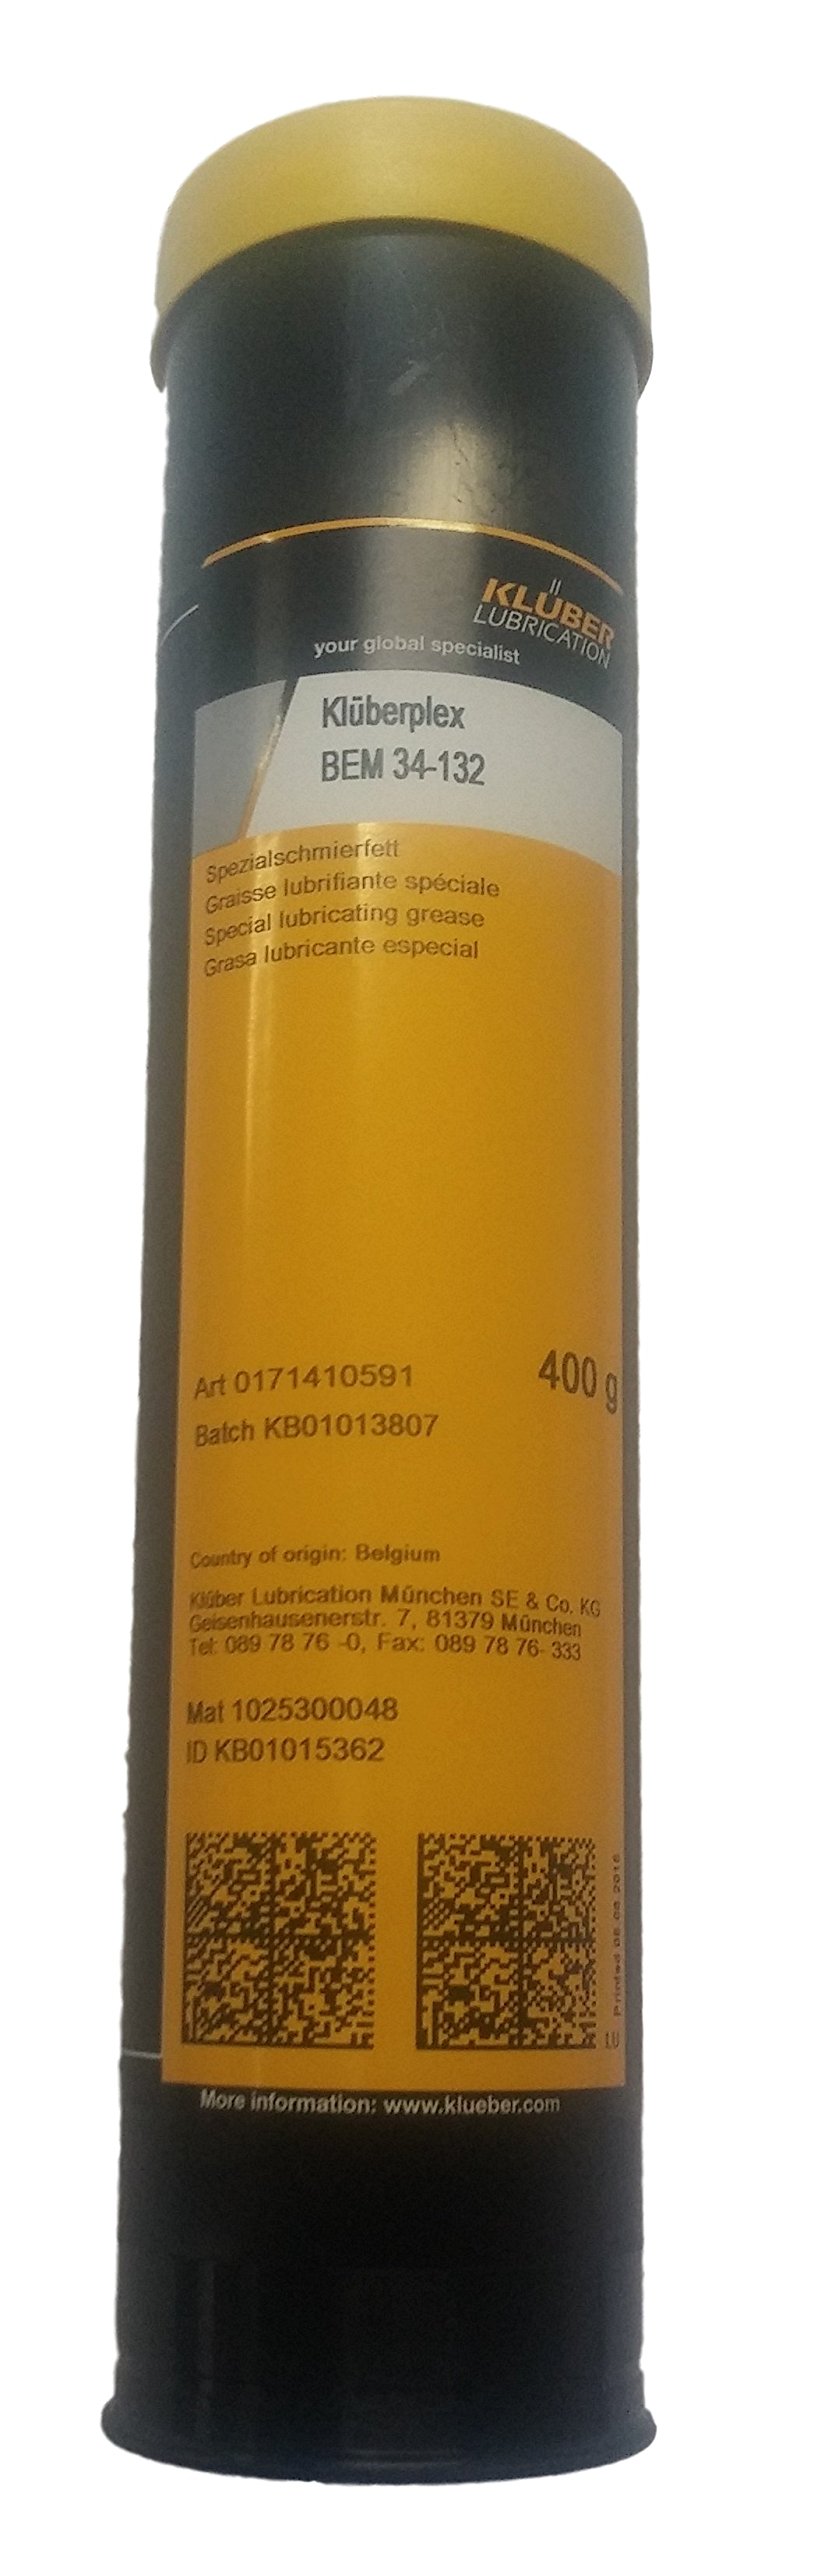 KLÜBER
LUBRICATION
your global specialist
Klüberplex
BEM 34-132
Spezialschmierfett
Graisse lubrifiante spéciale
Special lubricating grease
Grasa lubricante especial
400 g
Art 0171410591
Batch KB01013807
Country of origin: Belgium
Klüber Lubrication München SE & Co. KG
Geisenhausenerstr. 7, 81379 München
Tel: 089 78 76 -0, Fax: 089 78 76- 333
Mat 1025300048
ID KB01015362
LU Printed
More information: www.klueber.com